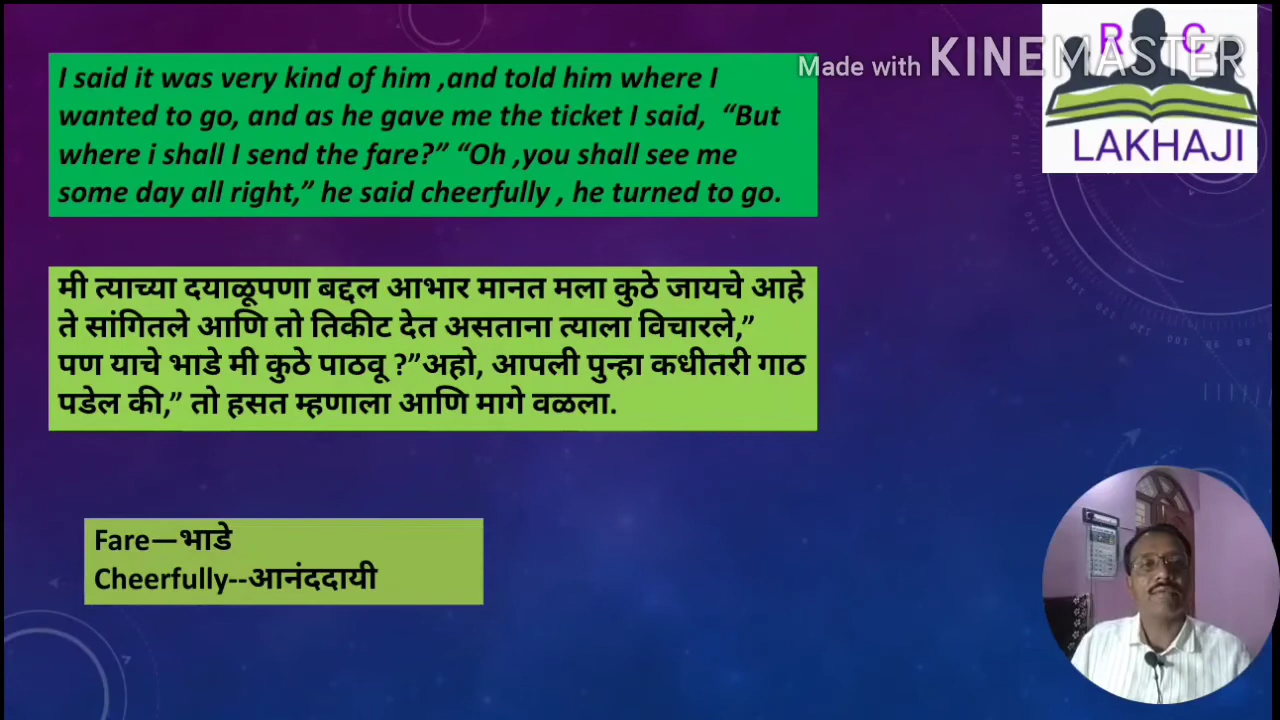 Made with KINEMASTER
R C
LAKHAJI
I said it was very kind of him ,and told him where I
wanted to go, and as he gave me the ticket I said, “But
where i shall I send the fare?” “Oh ,you shall see me
some day all right,” he said cheerfully , he turned to go.
मी त्याच्या दयाळूपणा बद्दल आभार मानत मला कुठे जायचे आहे
ते सांगितले आणि तो तिकीट देत असताना त्याला विचारले,”
पण याचे भाडे मी कुठे पाठवू ?”अहो, आपली पुन्हा कधीतरी गाठ
पडेल की,” तो हसत म्हणाला आणि मागे वळला.
Fare—भाडे
Cheerfully--आनंददायी